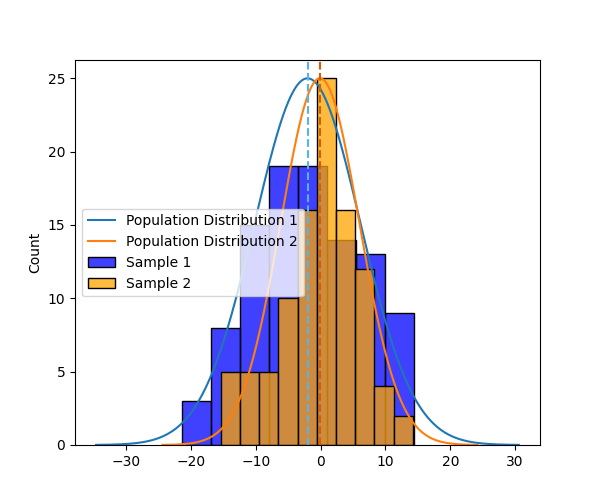 25
20
15
10
5
0
Count
Population Distribution 1
Population Distribution 2
Sample 1
Sample 2
−30 −20 −10 0 10 20 30